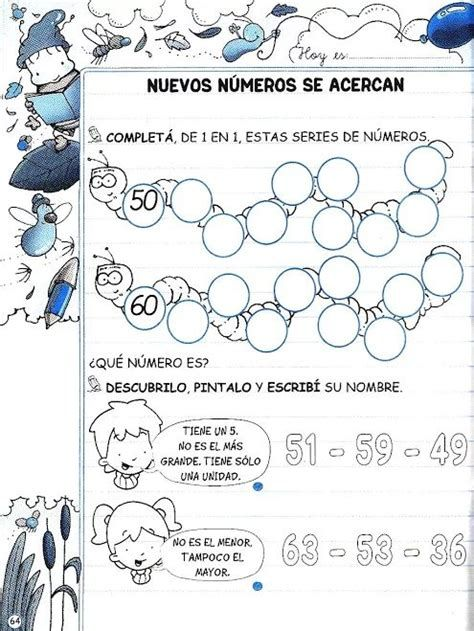 Hoy es
NUEVOS NÚMEROS SE ACERCAN
COMPLETÁ, DE 1 EN 1, ESTAS SERIES DE NÚMEROS.
50
60
¿QUÉ NÚMERO ES?
DESCUBRILO, PINTALO Y ESCRIBÍ SU NOMBRE.
TIENE UN 5.
NO ES EL MÁS
GRANDE. TIENE SÓLO
UNA UNIDAD.
51 - 59 - 49
NO ES EL MENOR.
TAMPOCO EL
MAYOR.
63 - 53 - 36
64